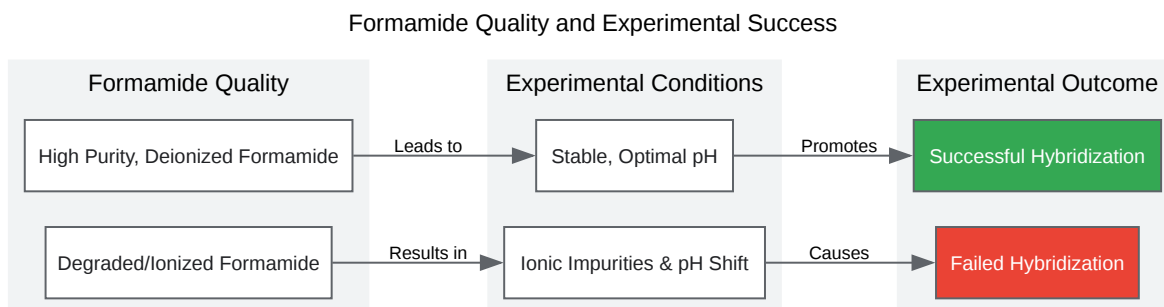 Formamide Quality and Experimental Success
Formamide Quality
Experimental Conditions
Experimental Outcome
High Purity, Deionized Formamide
Leads to
Stable, Optimal pH
Promotes
Successful Hybridization
Degraded/Ionized Formamide
Results in
Ionic Impurities & pH Shift
Causes
Failed Hybridization